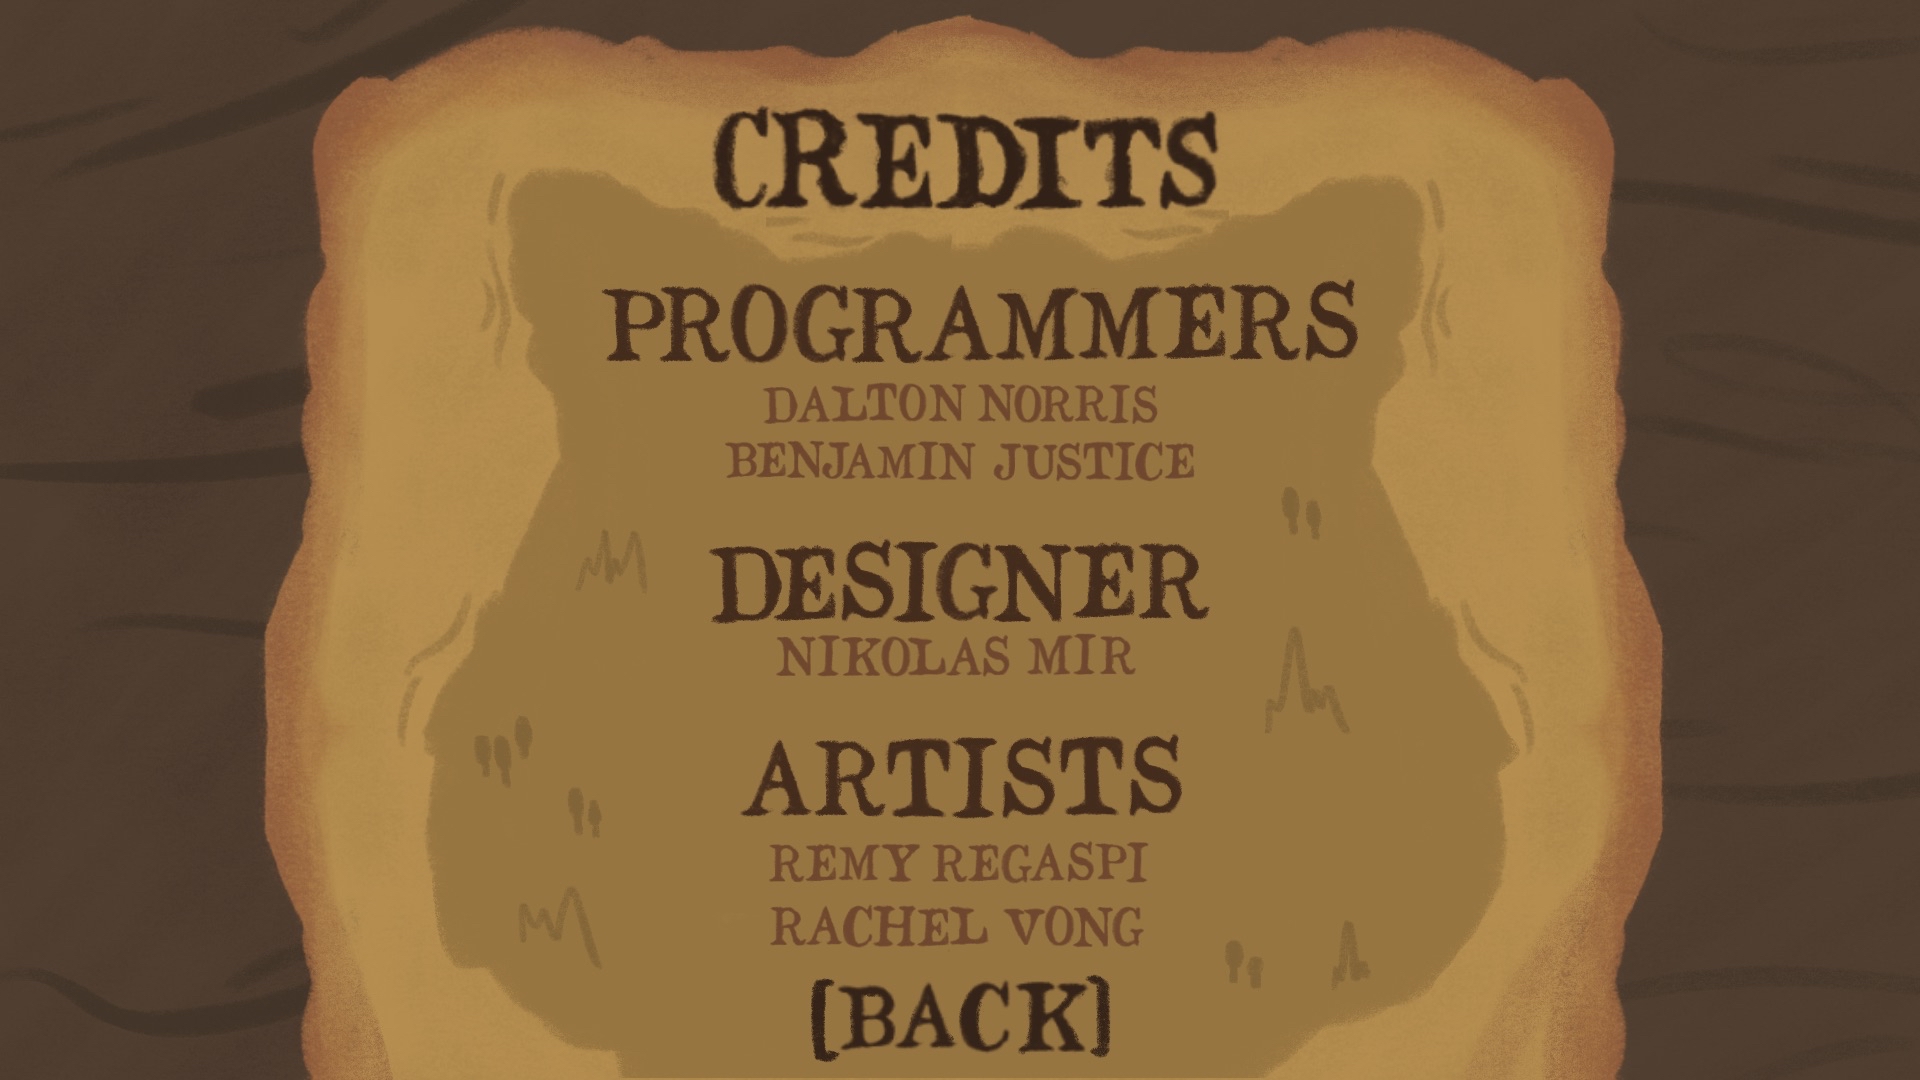 CREDITS
PROGRAMMERS
DALTON NORRIS
BENJAMIN JUSTICE
DESIGNER
NIKOLAS MIR
ARTISTS
REMY REGASPI
RACHEL VONG
[BACK]